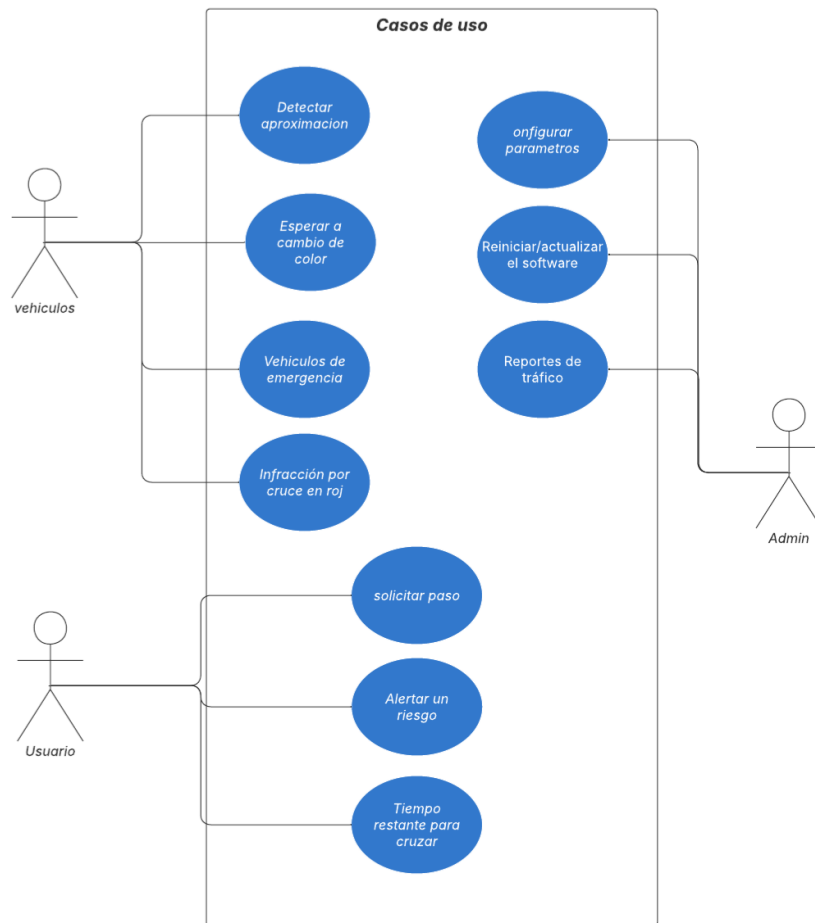 Casos de uso
Detectar
aproximacion
onfigurar
parametros
Esperar a
cambio de
color
Reiniciar/actualizar
el software
vehiculos
Vehiculos de
emergencia
Reportes de
tráfico
Infracción por
cruce en roj
Admin
solicitar paso
Alertar un
riesgo
Usuario
Tiempo
restante para
cruzar